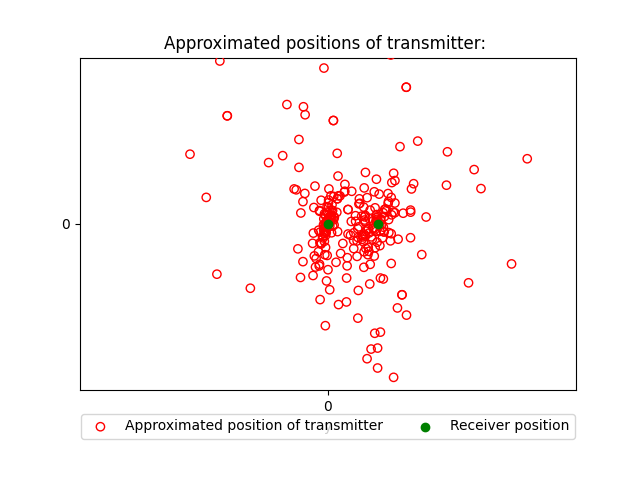 Approximated positions of transmitter:
0
0
Approximated position of transmitter
Receiver position